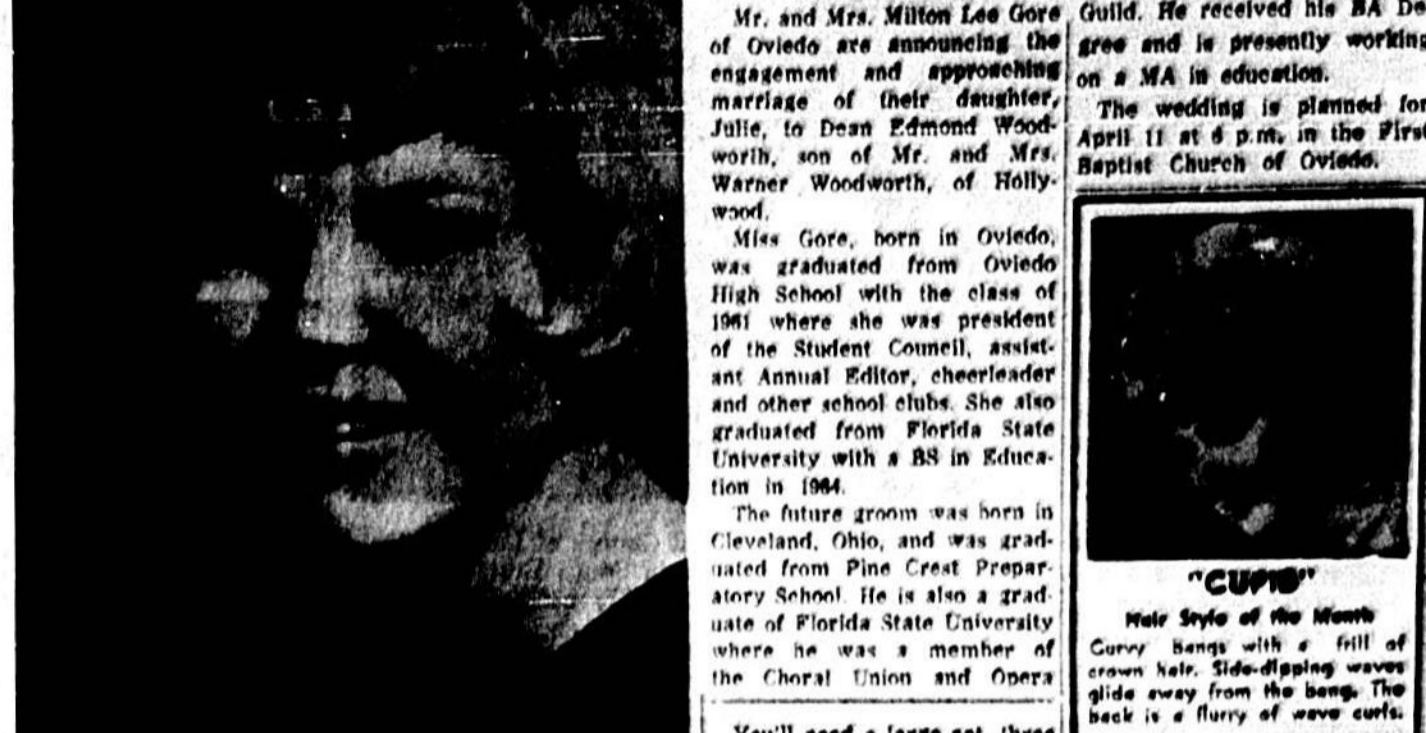 Mr. and Mrs. Milton Lee Gore
of Oviedo are announcing the
engagement and approaching
marriage of their daughter,
Julie, to Dean Edmond Wood-
worth, son of Mr. and Mrs.
Warner Woodworth, of Holly-
wood.
Miss Gore, born in Oviedo,
was graduated from Oviedo
High School with the class of
1961 where she was president
of the Student Council, assist-
ant Annual Editor, cheerleader
and other school clubs. She also
graduated from Florida State
University with a BS in Educa-
tion in 1964.
The future groom was born in
Cleveland, Ohio, and was grad-
uated from Pine Crest Prepar-
atory School. He is also a grad-
uate of Florida State University
where he was a member of
the Choral Union and Opera
You'll need a large pot, three
Guild. He received his BA De
gree and is presently working
on a MA in education.
The wedding is planned for
April 11 at 6 p.m. in the First
Baptist Church of Oviedo.
"CUPID"
Hair Style of the Month
Curvy Bangs with a frill of
crown hair. Side-dipping waves
glide away from the bang. The
back is a flurry of wave curls.